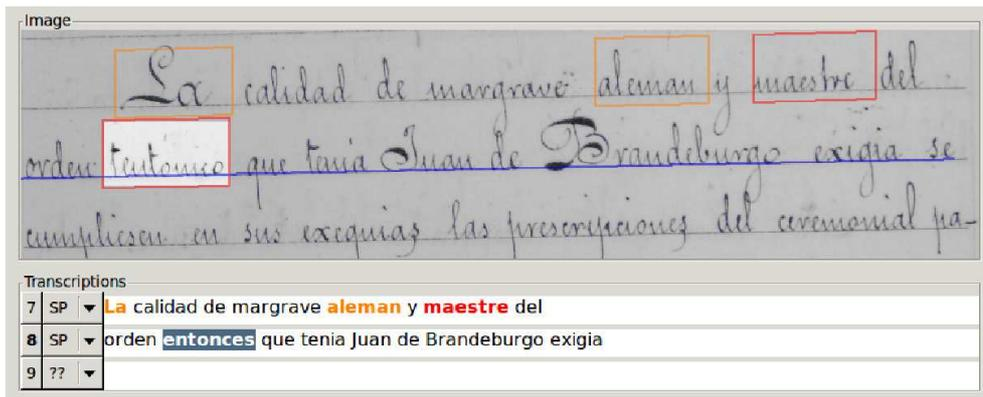 Image
La calidad de margrave aleman y maestre del
orden teutónico que tenia Juan de Brandeburgo exigia se
cumpliesen en sus exequias las prescripciones del ceremonial pa-
Transcriptions
7 SP La calidad de margrave aleman y maestre del
8 SP orden entonces que tenia Juan de Brandeburgo exigia
9 ??